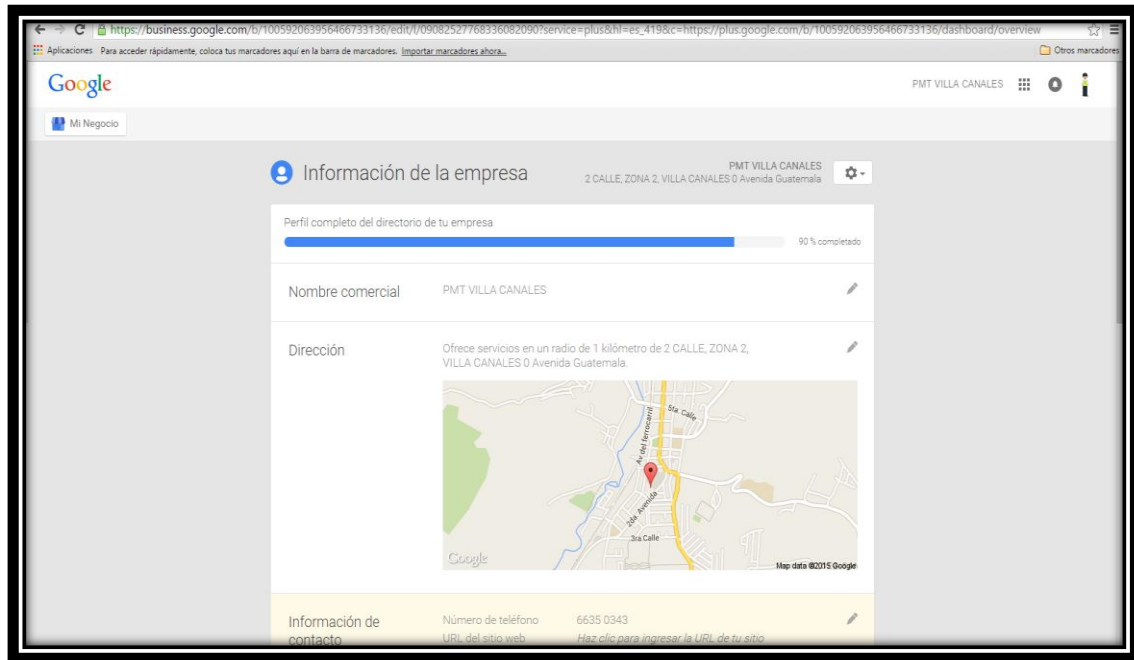 https://business.google.com/b/100592063956466733136/edit/l/09082527768336082090?service=plus&hl=es_419&c=https://plus.google.com/b/100592063956466733136/dashboard/overview
Aplicaciones Para acceder rápidamente, coloca tus marcadores aquí en la barra de marcadores. Importar marcadores ahora... Otros marcadores
Google PMT VILLA CANALES
Mi Negocio
Información de la empresa
PMT VILLA CANALES
2 CALLE, ZONA 2, VILLA CANALES 0 Avenida Guatemala
Perfil completo del directorio de tu empresa
90 % completado
Nombre comercial PMT VILLA CANALES
Dirección
Ofrece servicios en un radio de 1 kilómetro de 2 CALLE, ZONA 2,
VILLA CANALES 0 Avenida Guatemala.
5ta. Calle
Av del ferrocarril
2da. Avenida
3ra Calle
Google
Map data ©2015 Google
Información de
contacto
Número de teléfono 6635 0343
URL del sitio web Haz clic para ingresar la URL de tu sitio